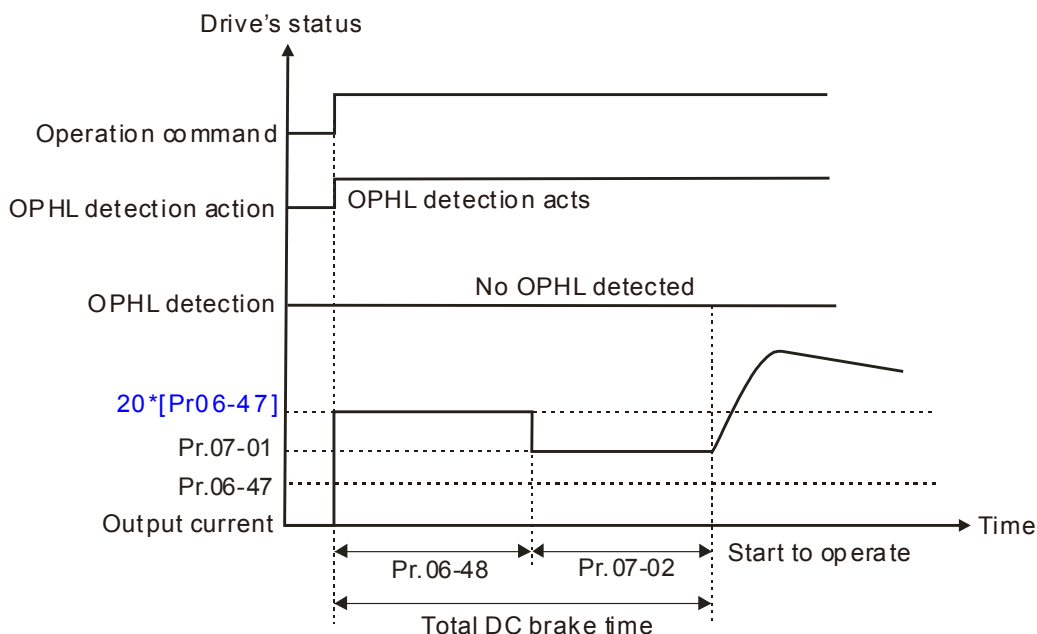 Drive's status
Operation command
OPHL detection action
OPHL detection acts
No OPHL detected
OPHL detection
20*[Pr06-47]
Pr.07-01
Pr.06-47
Output current
Time
Start to operate
Pr.06-48
Pr.07-02
Total DC brake time